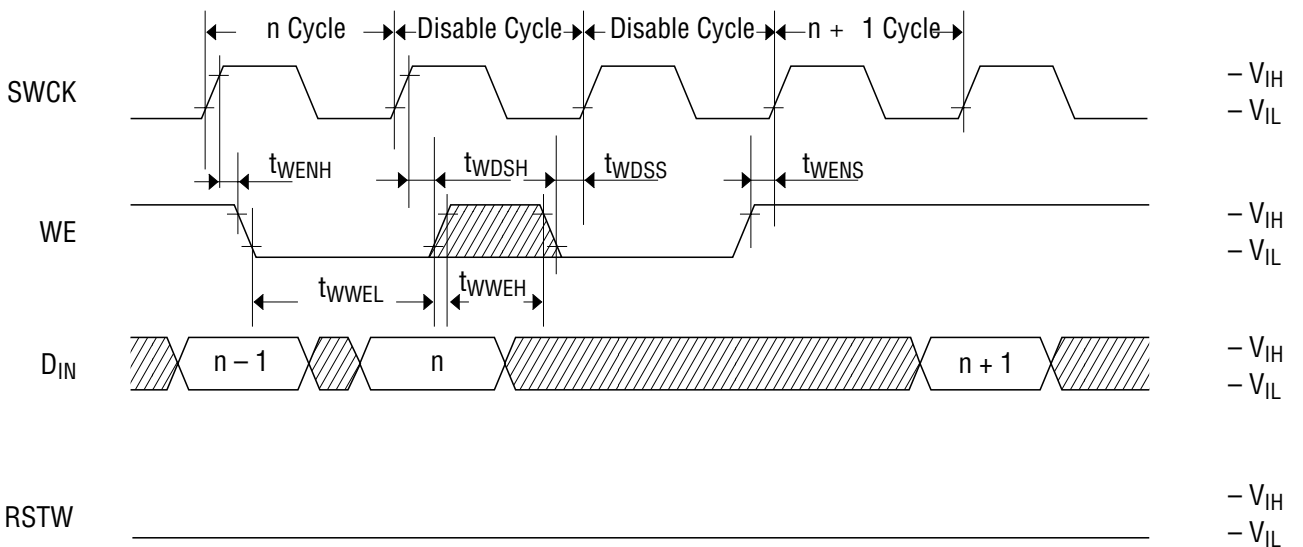 n Cycle Disable Cycle Disable Cycle n + 1 Cycle
SWCK – VIH
– VIL
tWENH tWDSH tWDSS tWENS
WE – VIH
– VIL
tWWEL tWWEH
DIN n – 1 n n + 1 – VIH
– VIL
RSTW – VIH
– VIL